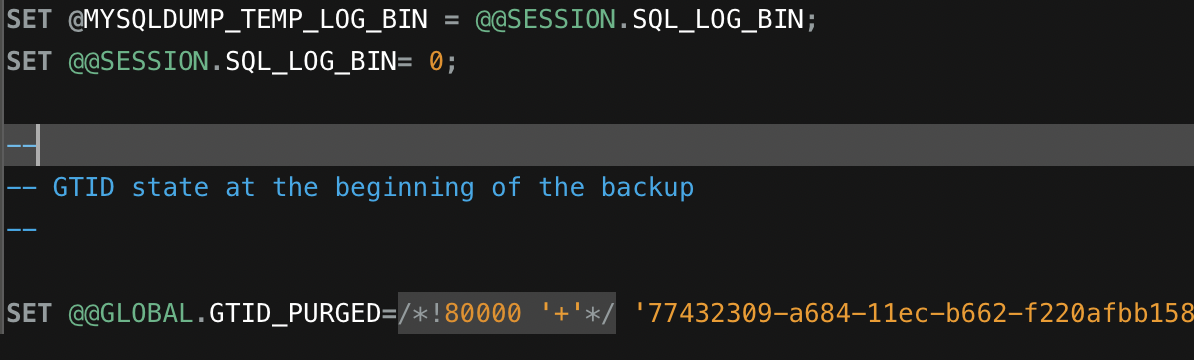 SET @MYSQLDUMP_TEMP_LOG_BIN = @@SESSION.SQL_LOG_BIN;
SET @@SESSION.SQL_LOG_BIN= 0;
--
-- GTID state at the beginning of the backup
--
SET @@GLOBAL.GTID_PURGED=/*!80000 '+'*/ '77432309-a684-11ec-b662-f220afbb158